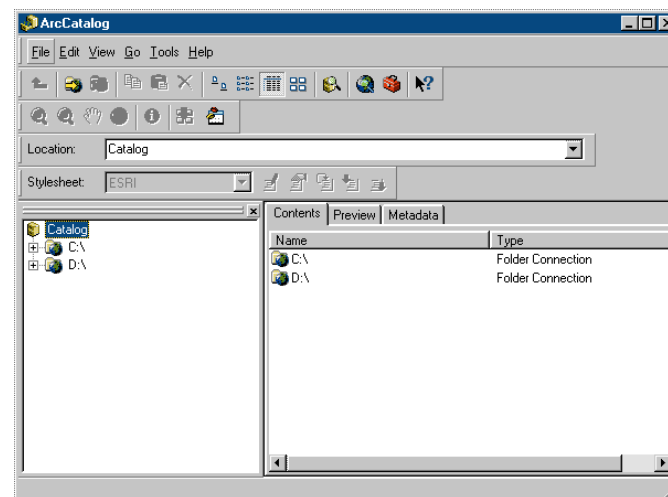 ArcCatalog
File Edit View Go Tools Help
Location: Catalog
Stylesheet: ESRI
Contents Preview Metadata
Catalog
C:\
D:\
Name Type
C:\ Folder Connection
D:\ Folder Connection